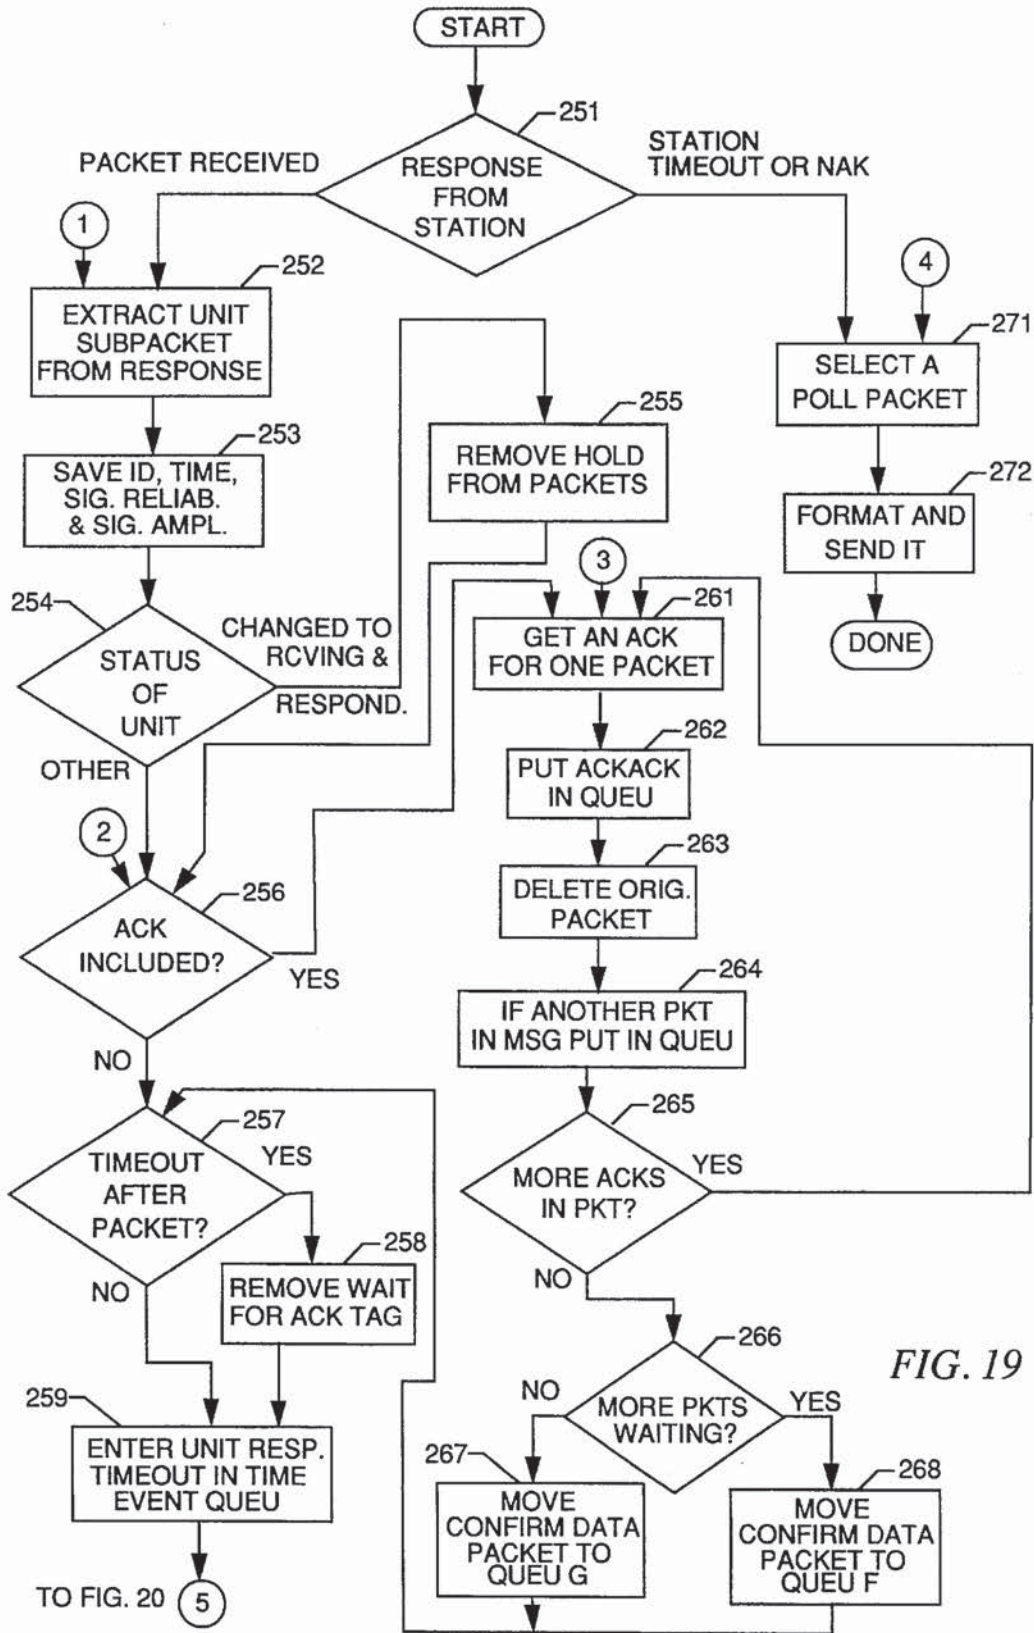 START
251
PACKET RECEIVED
RESPONSE
FROM
STATION
STATION
TIMEOUT OR NAK
1
252
EXTRACT UNIT
SUBPACKET
FROM RESPONSE
4
271
SELECT A
POLL PACKET
253
SAVE ID, TIME,
SIG. RELIAB.
& SIG. AMPL.
255
REMOVE HOLD
FROM PACKETS
272
FORMAT AND
SEND IT
DONE
254
STATUS
OF
UNIT
CHANGED TO
RCVING &
RESPOND.
OTHER
3
261
GET AN ACK
FOR ONE PACKET
262
PUT ACKACK
IN QUEU
2
256
ACK
INCLUDED?
YES
NO
263
DELETE ORIG.
PACKET
264
IF ANOTHER PKT
IN MSG PUT IN QUEU
257
TIMEOUT
AFTER
PACKET?
YES
NO
265
MORE ACKS
IN PKT?
YES
NO
258
REMOVE WAIT
FOR ACK TAG
266
MORE PKTS
WAITING?
NO
YES
FIG. 19
259
ENTER UNIT RESP.
TIMEOUT IN TIME
EVENT QUEU
267
MOVE
CONFIRM DATA
PACKET TO
QUEU G
268
MOVE
CONFIRM DATA
PACKET TO
QUEU F
TO FIG. 20
5